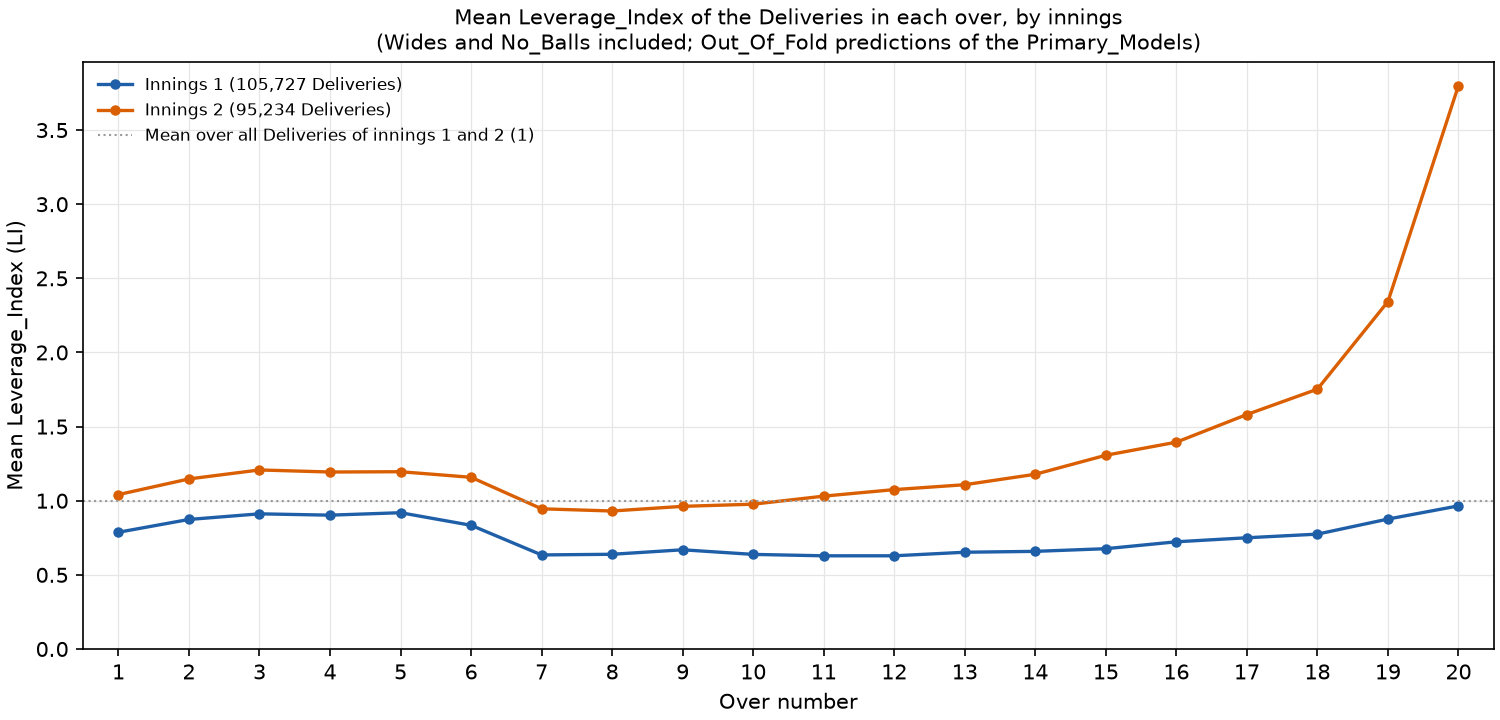 Mean Leverage_Index of the Deliveries in each over, by innings
(Wides and No_Balls included; Out_Of_Fold predictions of the Primary_Models)
Innings 1 (105,727 Deliveries)
Innings 2 (95,234 Deliveries)
Mean over all Deliveries of innings 1 and 2 (1)
Mean Leverage_Index (LI)
3.5
3.0
2.5
2.0
1.5
1.0
0.5
0.0
1 2 3 4 5 6 7 8 9 10 11 12 13 14 15 16 17 18 19 20
Over number